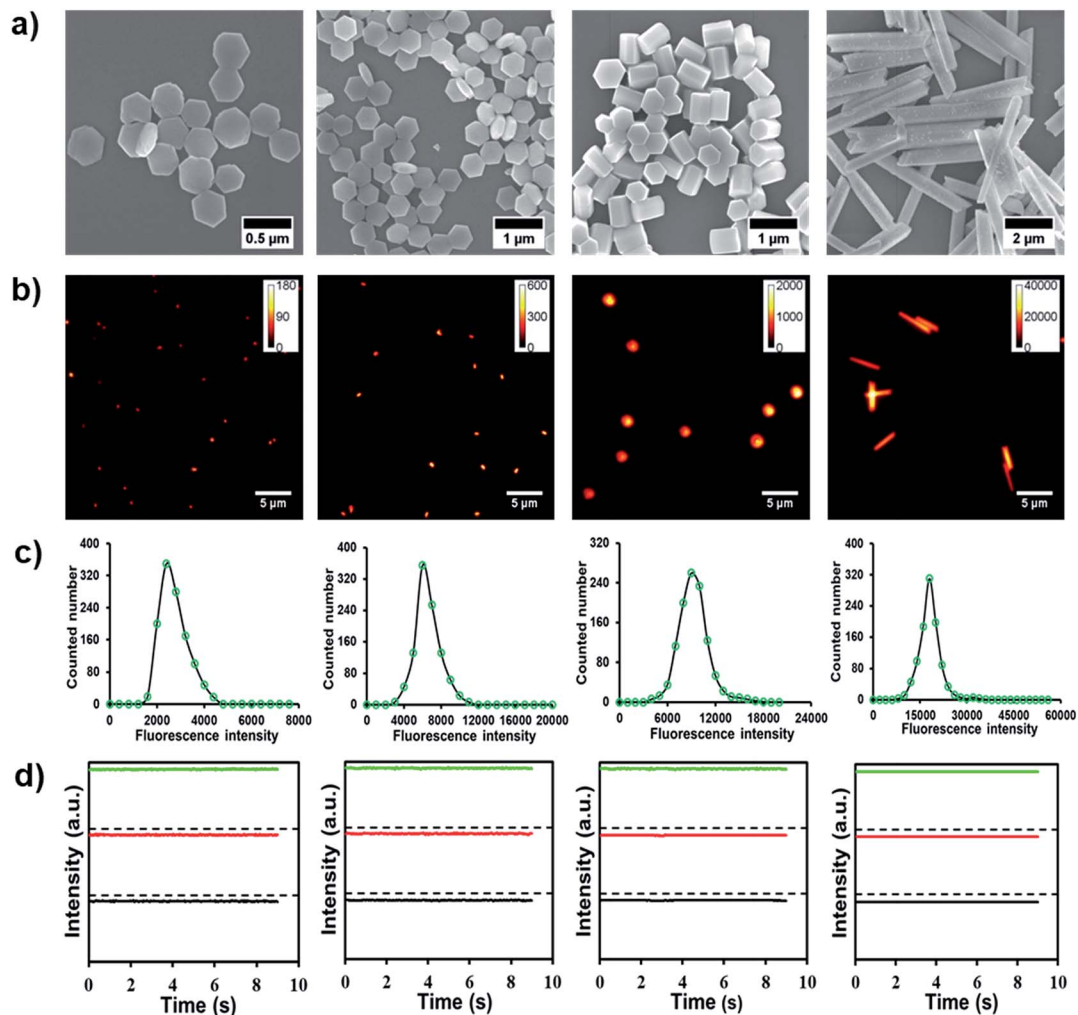 a)
0.5 µm
1 µm
1 µm
2 µm
b)
180
90
0
5 µm
600
300
0
5 µm
2000
1000
0
5 µm
40000
20000
0
5 µm
c)
Counted number
400
320
240
160
80
0
0 2000 4000 6000 8000
Fluorescence intensity
Counted number
400
320
240
160
80
0
0 4000 8000 12000 16000 20000
Fluorescence intensity
Counted number
320
240
160
80
0
0 6000 12000 18000 24000
Fluorescence intensity
Counted number
400
320
240
160
80
0
0 15000 30000 45000 60000
Fluorescence intensity
d)
Intensity (a.u.)
0 2 4 6 8 10
Time (s)
Intensity (a.u.)
0 2 4 6 8 10
Time (s)
Intensity (a.u.)
0 2 4 6 8 10
Time (s)
Intensity (a.u.)
0 2 4 6 8 10
Time (s)